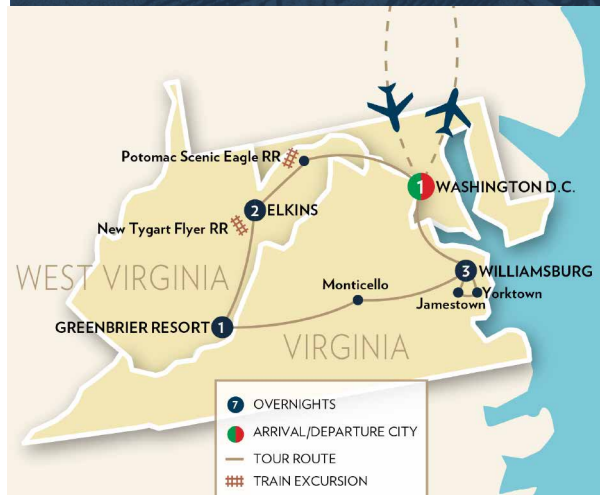 Potomac Scenic Eagle RR
1 WASHINGTON D.C.
2 ELKINS
New Tygart Flyer RR
WEST VIRGINIA
3 WILLIAMSBURG
Monticello
Jamestown
Yorktown
GREENBRIER RESORT 1
VIRGINIA
7 OVERNIGHTS
ARRIVAL/DEPARTURE CITY
TOUR ROUTE
TRAIN EXCURSION